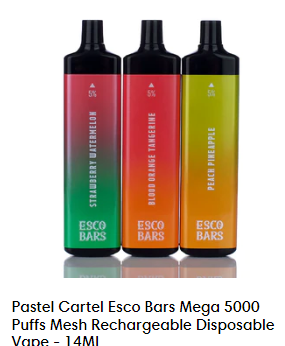 5%
STRAWBERRY WATERMELON
ESCO
BARS
5%
BLOOD ORANGE TANGERINE
ESCO
BARS
5%
PEACH PINEAPPLE
ESCO
BARS
Pastel Cartel Esco Bars Mega 5000
Puffs Mesh Rechargeable Disposable
Vape - 14ML